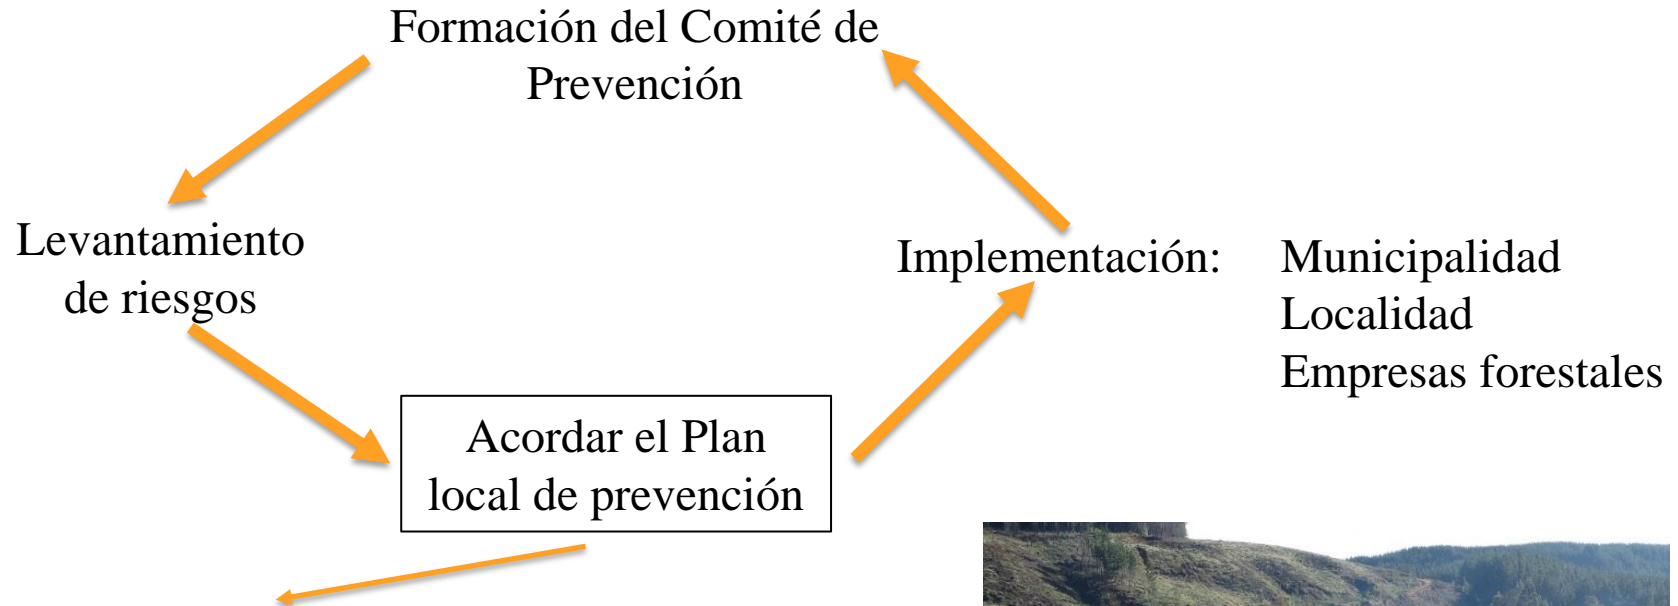 Formación del Comité de
Prevención
Levantamiento
de riesgos
Implementación:
Municipalidad
Localidad
Empresas forestales
Acordar el Plan
local de prevención